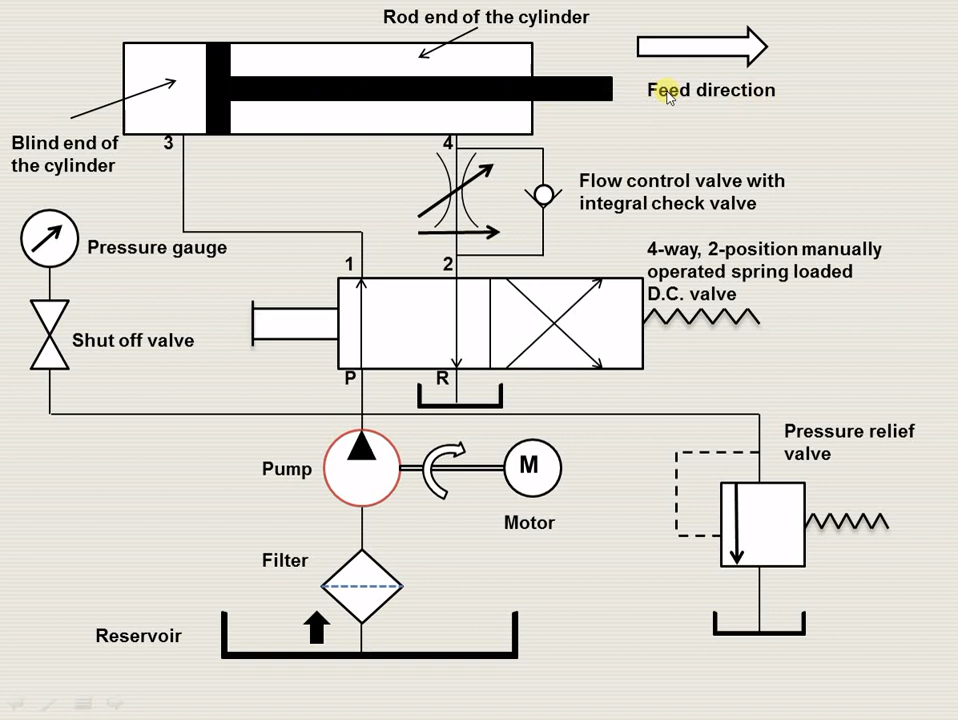 Rod end of the cylinder
Feed direction
Blind end of
the cylinder
3
4
Flow control valve with
integral check valve
Pressure gauge
1
2
4-way, 2-position manually
operated spring loaded
D.C. valve
Shut off valve
P
R
Pressure relief
valve
Pump
M
Motor
Filter
Reservoir